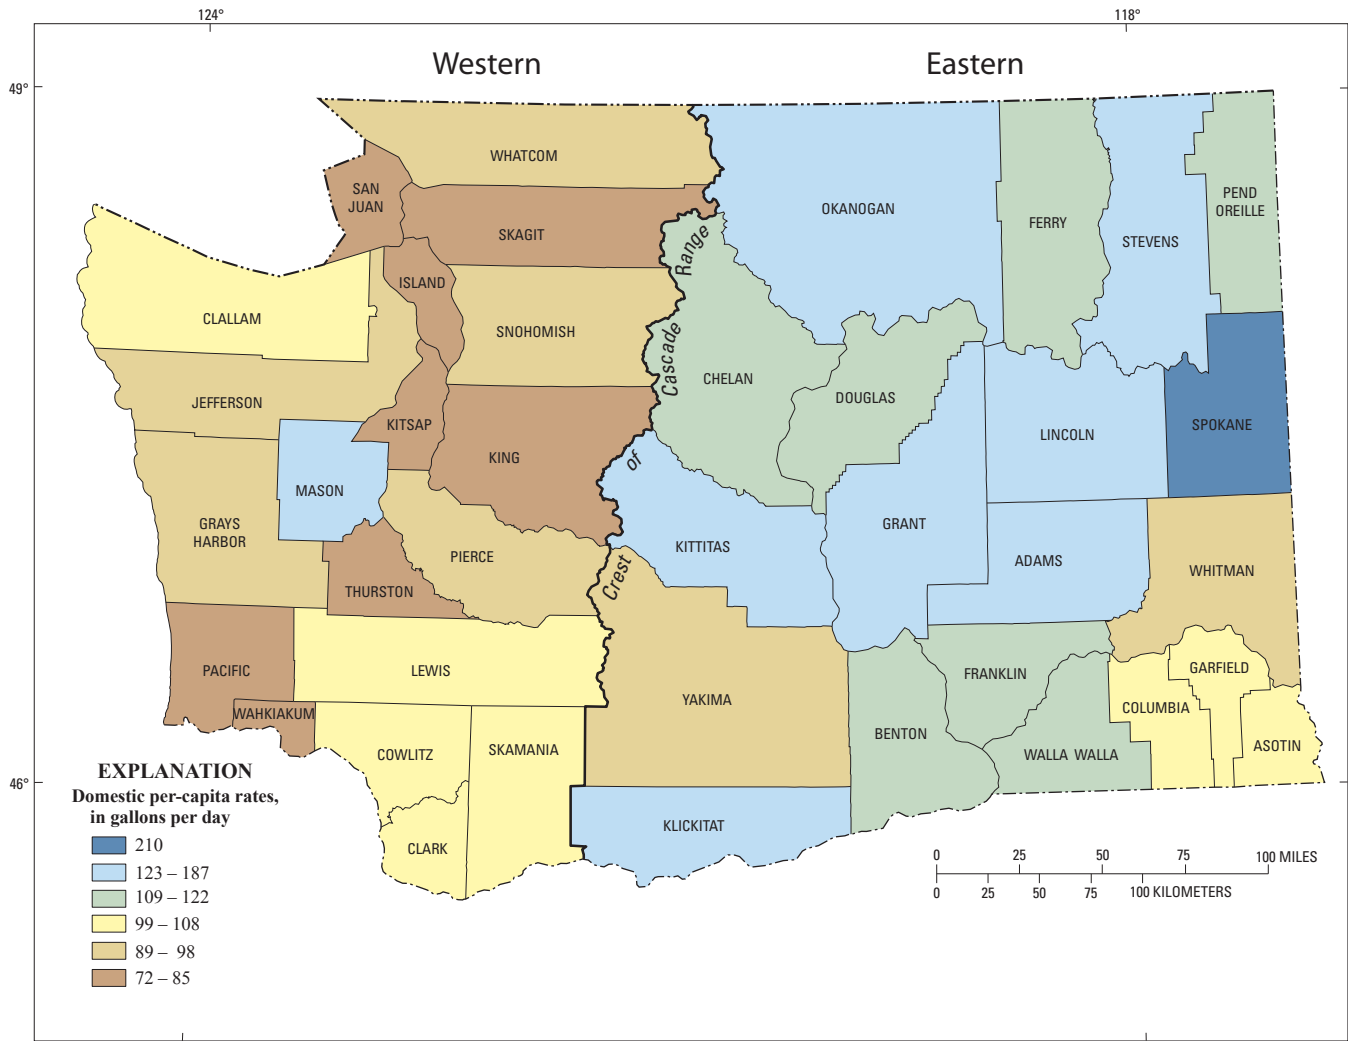 124°
118°
Western
Eastern
49°
WHATCOM
SAN
JUAN
SKAGIT
OKANOGAN
FERRY
PEND
OREILLE
STEVENS
ISLAND
CLALLAM
SNOHOMISH
Crest of Cascade Range
CHELAN
DOUGLAS
JEFFERSON
KITSAP
KING
LINCOLN
SPOKANE
MASON
GRAYS
HARBOR
PIERCE
KITTITAS
GRANT
ADAMS
WHITMAN
THURSTON
PACIFIC
LEWIS
YAKIMA
FRANKLIN
GARFIELD
COLUMBIA
WAHKIAKUM
COWLITZ
SKAMANIA
BENTON
WALLA WALLA
ASOTIN
46°
CLARK
KLICKITAT
EXPLANATION
Domestic per-capita rates,
in gallons per day
210
123 – 187
109 – 122
99 – 108
89 – 98
72 – 85
0 25 50 75 100 MILES
0 25 50 75 100 KILOMETERS